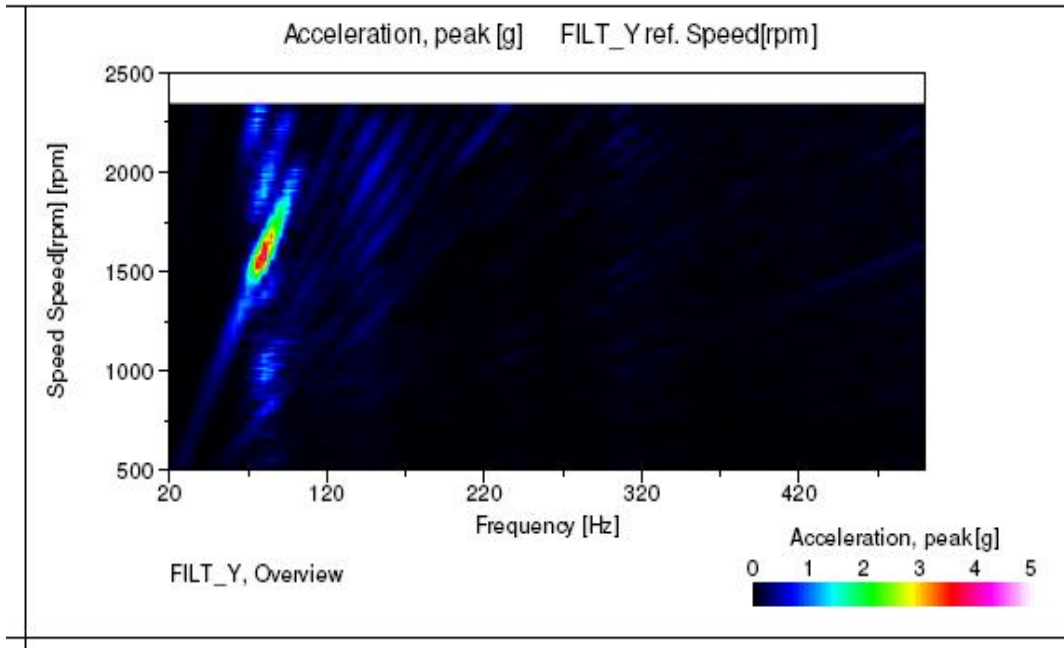 Acceleration, peak [g] FILT_Y ref. Speed[rpm]
Speed Speed[rpm] [rpm]
2500
2000
1500
1000
500
20 120 220 320 420
Frequency [Hz]
Acceleration, peak[g]
0 1 2 3 4 5
FILT_Y, Overview